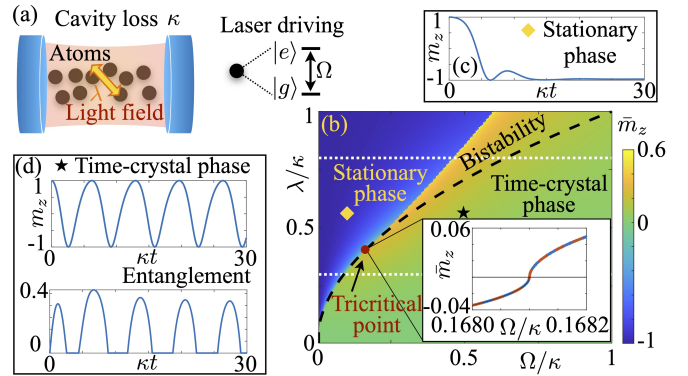 (a)
Cavity loss κ
Atoms
λ
Light field
Laser driving
|e⟩
|g⟩
Ω
(c)
Stationary
phase
m_z
1
-1
0
κt
30
(d)
★ Time-crystal phase
m_z
1
-1
0
κt
30
Entanglement
0.4
0
0
κt
30
(b)
λ/κ
1
0.5
0
0
0.5
Ω/κ
1
Stationary
phase
Bistability
Time-crystal
phase
Tricritical
point
m̄_z
0.06
-0.04
0.1680
Ω/κ
0.1682
m̄_z
0.6
0
-1